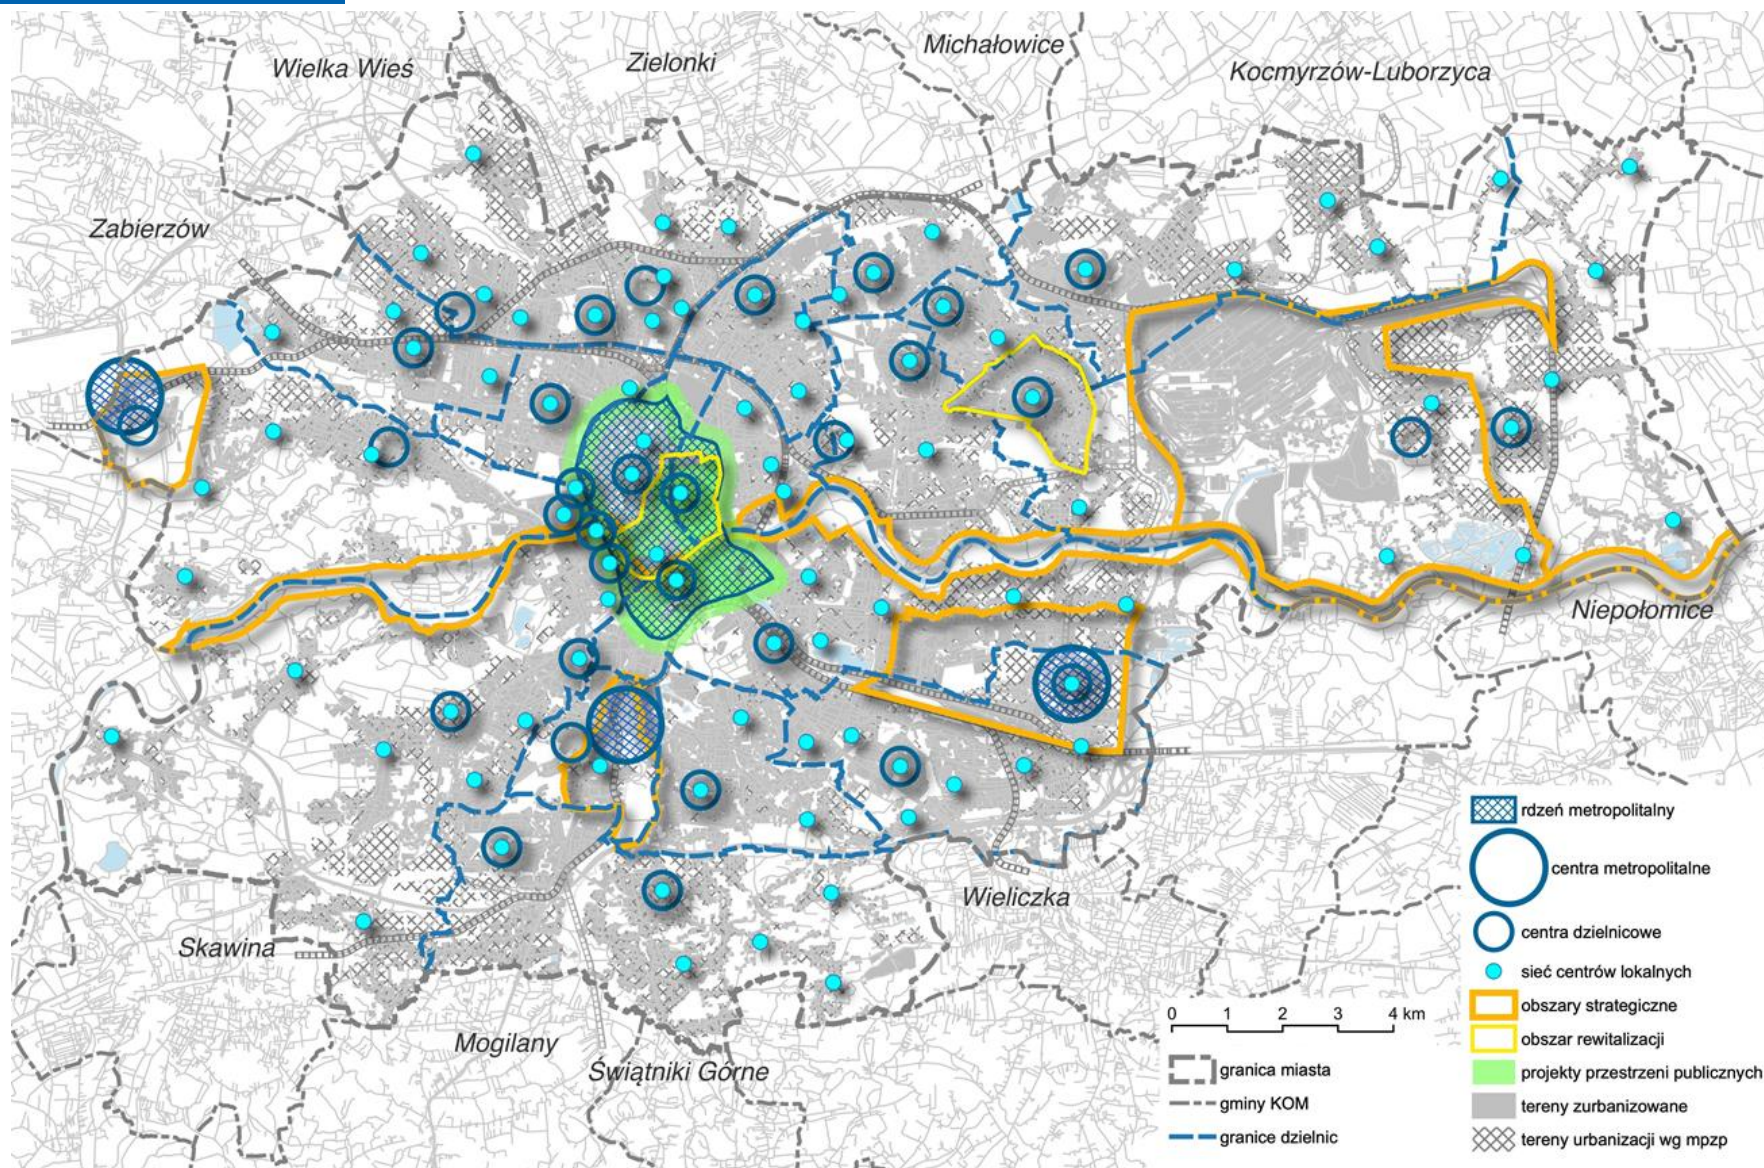 Wielka Wieś
Zielonki
Michałowice
Kocmyrzów-Luborzyca
Zabierzów
Niepołomice
Wieliczka
Skawina
Mogilany
Świątniki Górne
0 1 2 3 4 km
granica miasta
gminy KOM
granice dzielnic
rdzeń metropolitalny
centra metropolitalne
centra dzielnicowe
sieć centrów lokalnych
obszary strategiczne
obszar rewitalizacji
projekty przestrzeni publicznych
tereny zurbanizowane
tereny urbanizacji wg mpzp